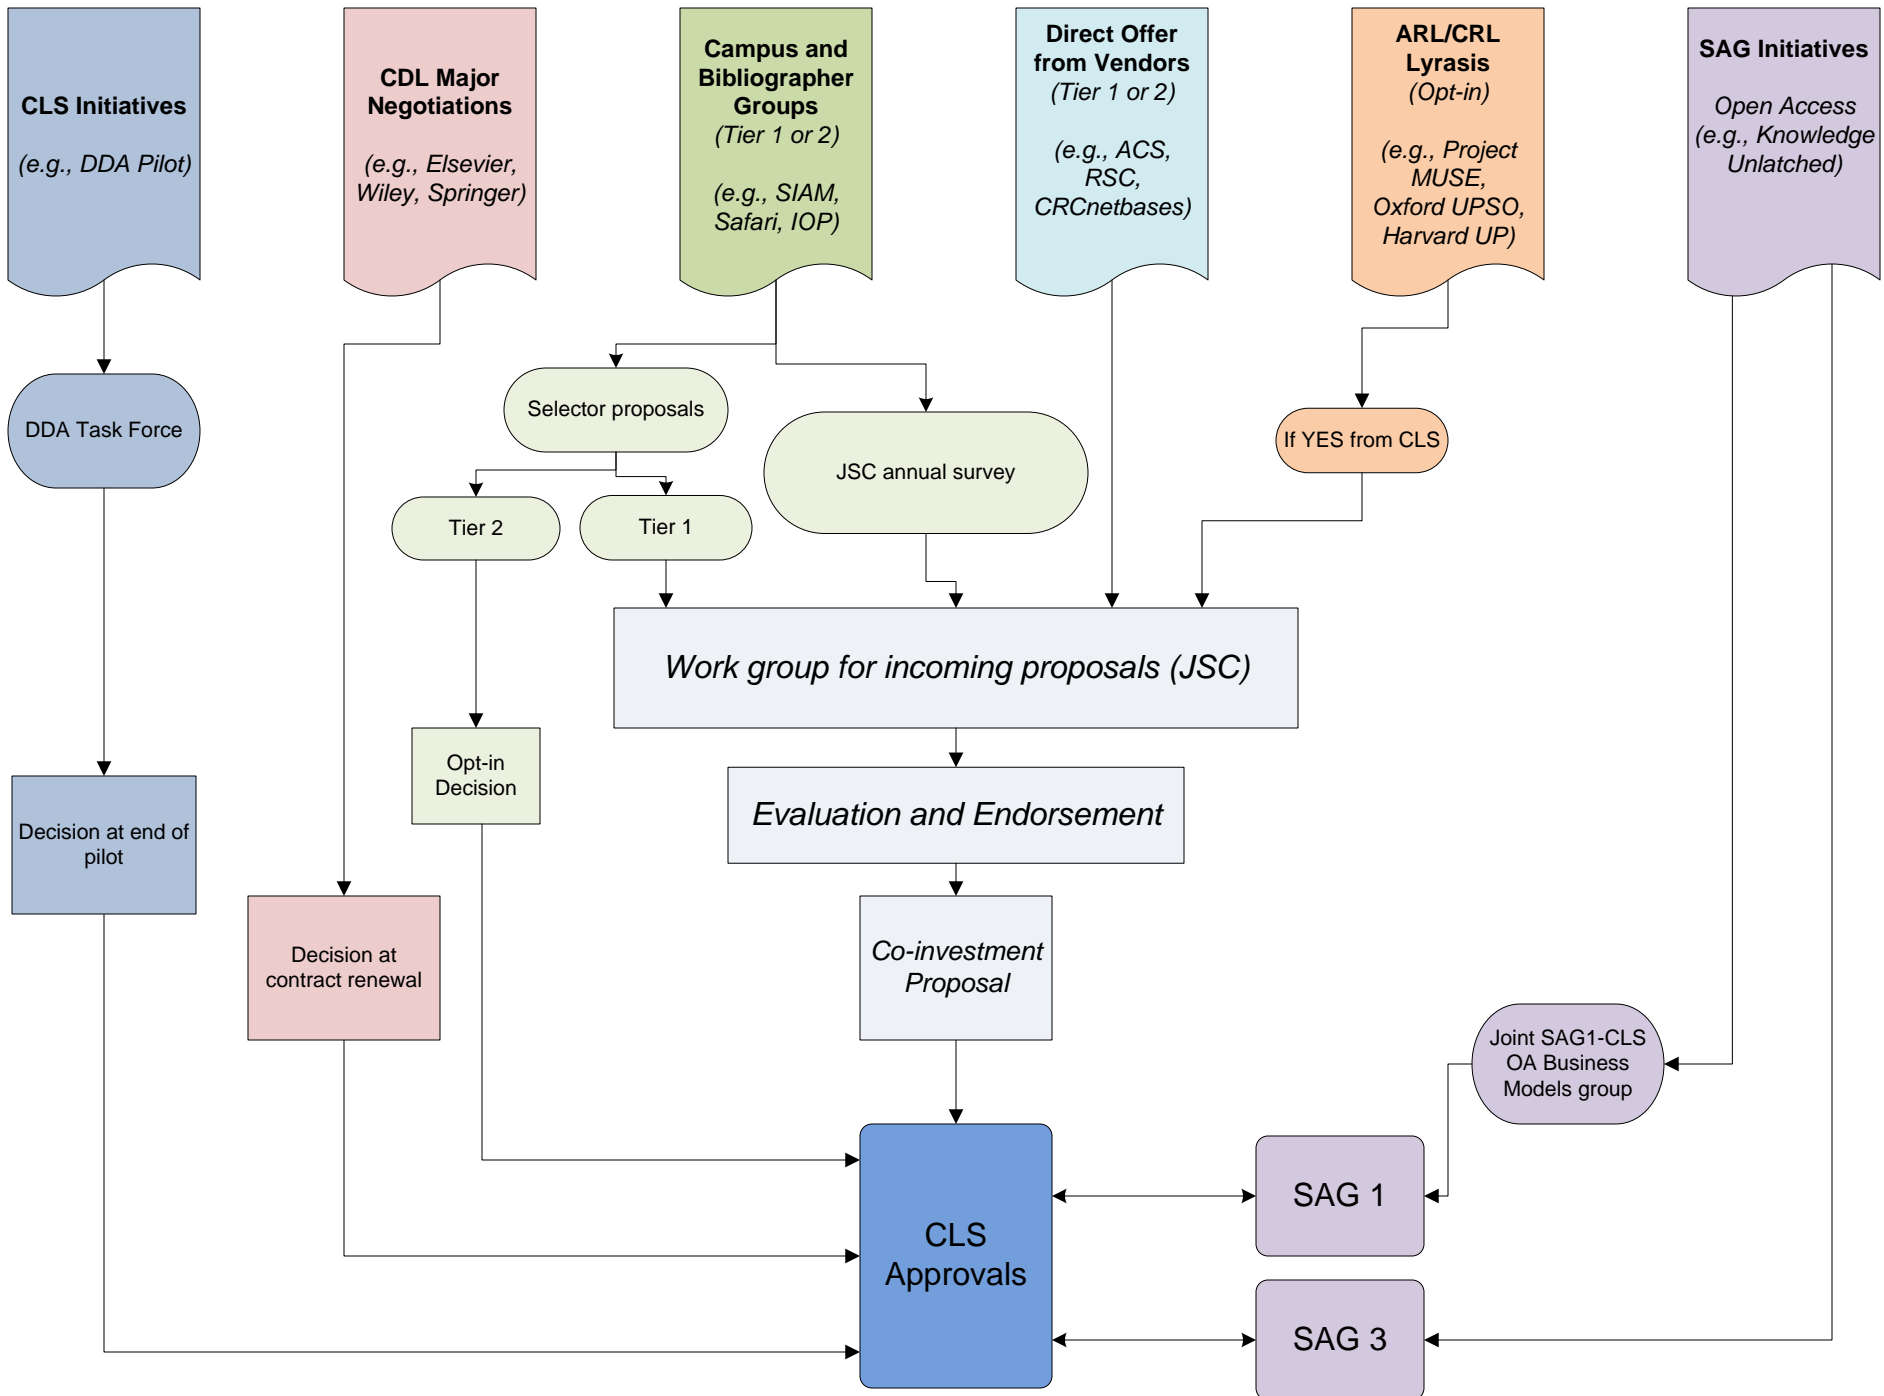 CLS Initiatives
(e.g., DDA Pilot)
CDL Major
Negotiations
(e.g., Elsevier,
Wiley, Springer)
Campus and
Bibliographer
Groups
(Tier 1 or 2)
(e.g., SIAM,
Safari, IOP)
Direct Offer
from Vendors
(Tier 1 or 2)
(e.g., ACS,
RSC,
CRCnetbases)
ARL/CRL
Lyrasis
(Opt-in)
(e.g., Project
MUSE,
Oxford UPSO,
Harvard UP)
SAG Initiatives
Open Access
(e.g., Knowledge
Unlatched)
DDA Task Force
Selector proposals
JSC annual survey
If YES from CLS
Tier 2
Tier 1
Work group for incoming proposals (JSC)
Opt-in
Decision
Evaluation and Endorsement
Decision at end of
pilot
Decision at
contract renewal
Co-investment
Proposal
Joint SAG1-CLS
OA Business
Models group
CLS
Approvals
SAG 1
SAG 3